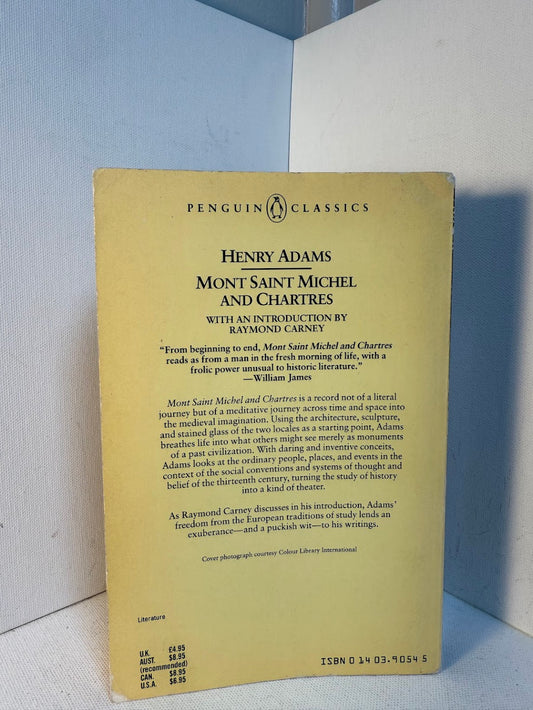 PENGUIN CLASSICS
HENRY ADAMS
MONT SAINT MICHEL
AND CHARTRES
WITH AN INTRODUCTION BY
RAYMOND CARNEY
“From beginning to end, Mont Saint Michel and Chartres
reads as from a man in the fresh morning of life, with a
frolic power unusual to historic literature.”
—William James
Mont Saint Michel and Chartres is a record not of a literal
journey but of a meditative journey across time and space into
the medieval imagination. Using the architecture, sculpture,
and stained glass of the two locales as a starting point, Adams
breathes life into what others might see merely as monuments
of a past civilization. With daring and inventive conceits,
Adams looks at the ordinary people, places, and events in the
context of the social conventions and systems of thought and
belief of the thirteenth century, turning the study of history
into a kind of theater.
As Raymond Carney discusses in his introduction, Adams’
freedom from the European traditions of study lends an
exuberance—and a puckish wit—to his writings.
Cover photograph courtesy Colour Library International
Literature
U.K. £4.95
AUST. $8.95
(recommended)
CAN. $8.95
U.S.A. $6.95
ISBN 0 14 03.9054 5